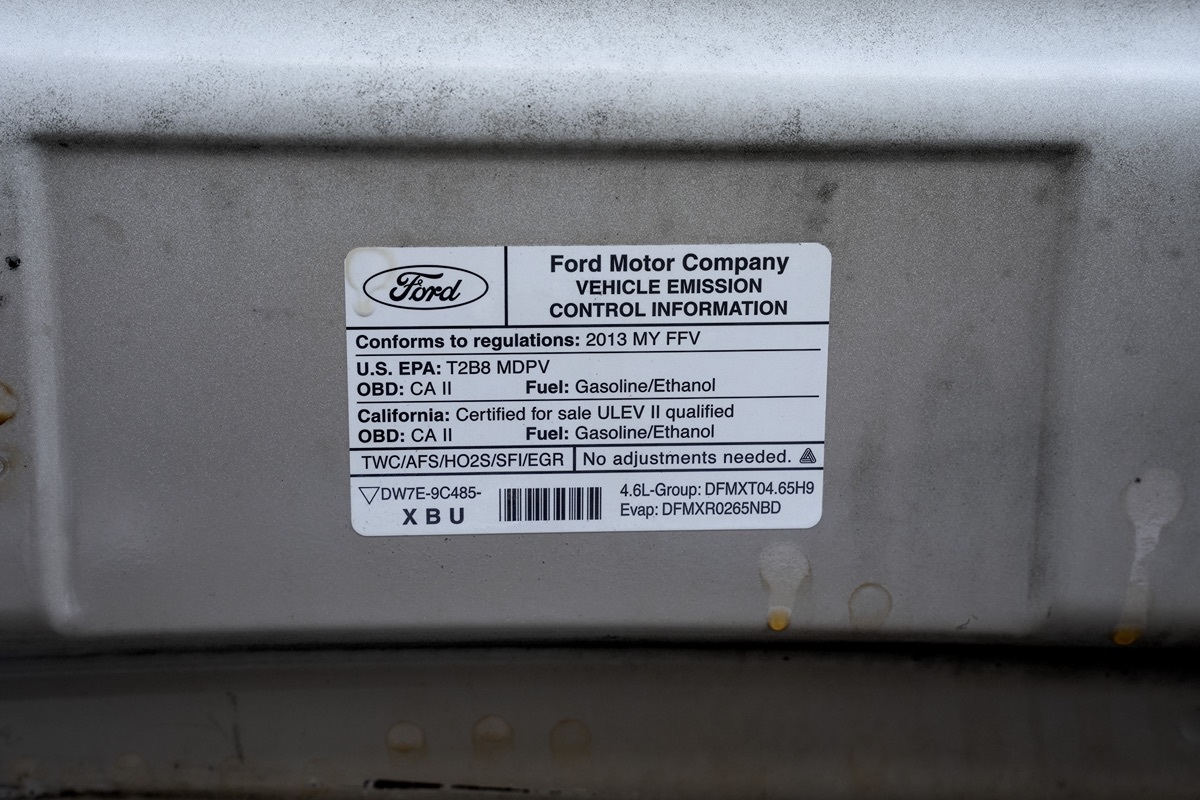 Ford
Ford Motor Company
VEHICLE EMISSION
CONTROL INFORMATION
Conforms to regulations: 2013 MY FFV
U.S. EPA: T2B8 MDPV
OBD: CA II Fuel: Gasoline/Ethanol
California: Certified for sale ULEV II qualified
OBD: CA II Fuel: Gasoline/Ethanol
TWC/AFS/HO2S/SFI/EGR No adjustments needed.
DW7E-9C485-
X B U
4.6L-Group: DFMXT04.65H9
Evap: DFMXR0265NBD